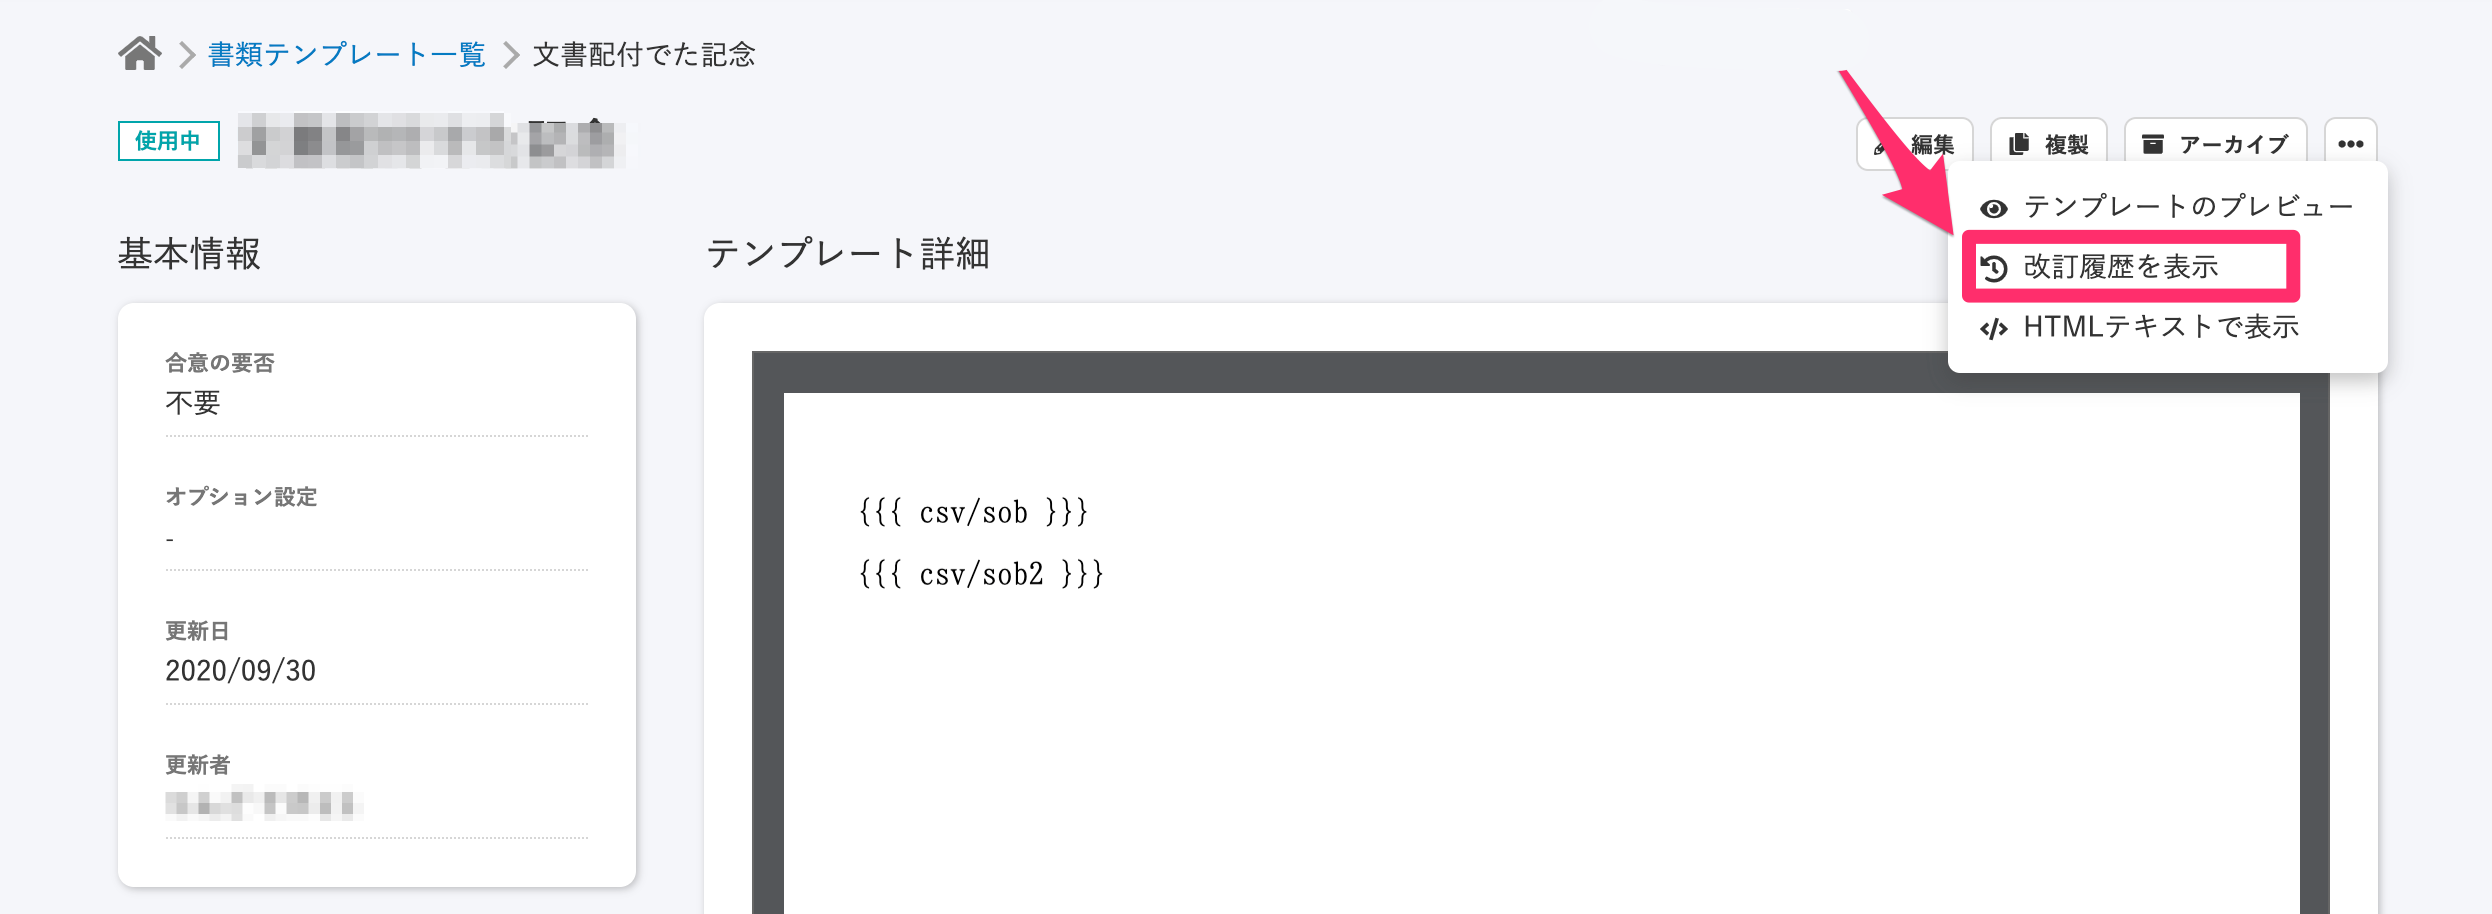 書類テンプレート一覧 文書配付でた記念
使用中
編集 複製 アーカイブ
テンプレートのプレビュー
改訂履歴を表示
HTMLテキストで表示
基本情報
合意の要否
不要
オプション設定
-
更新日
2020/09/30
更新者
テンプレート詳細
{{{ csv/sob }}}
{{{ csv/sob2 }}}